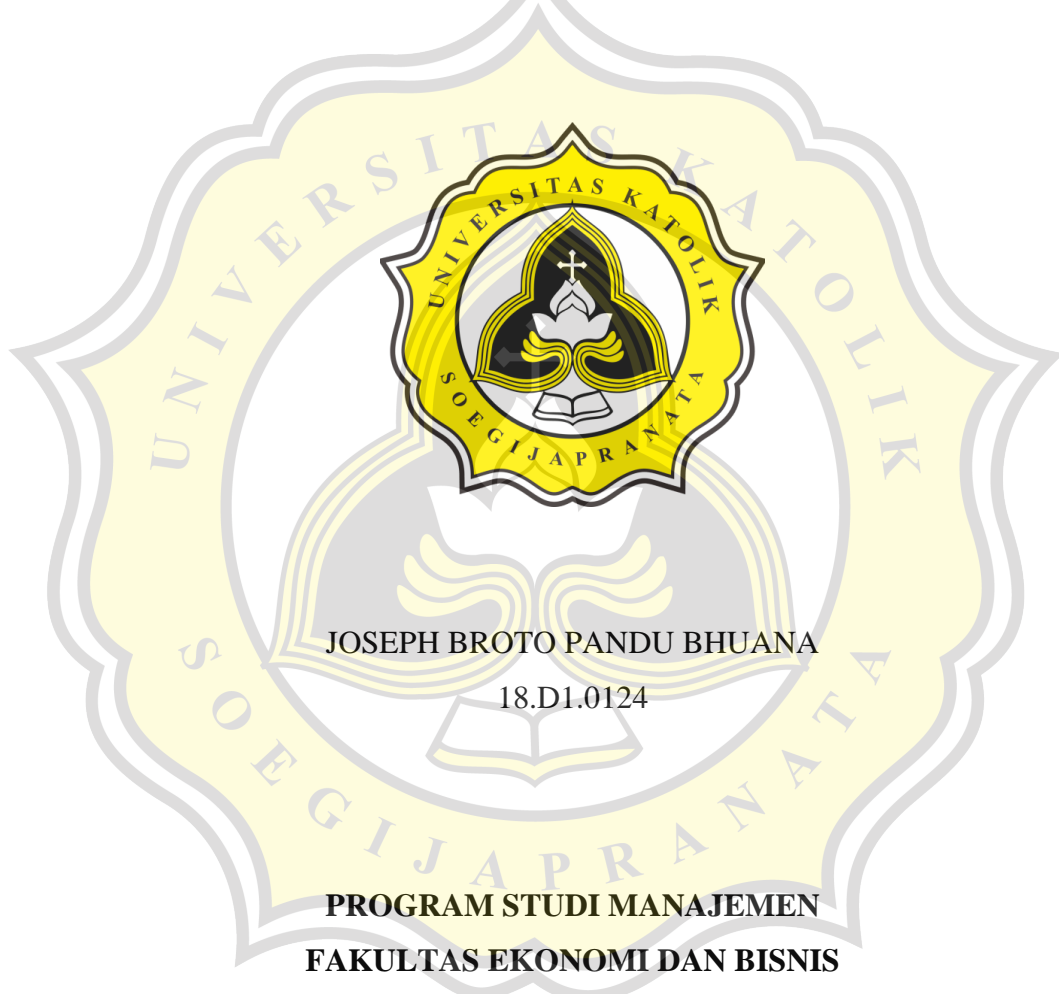 UNIVERSITAS KATOLIK
SOEGIJAPRANATA
UNIVERSITAS KATOLIK
SOEGIJAPRANATA
JOSEPH BROTO PANDU BHUANA
18.D1.0124
PROGRAM STUDI MANAJEMEN
FAKULTAS EKONOMI DAN BISNIS